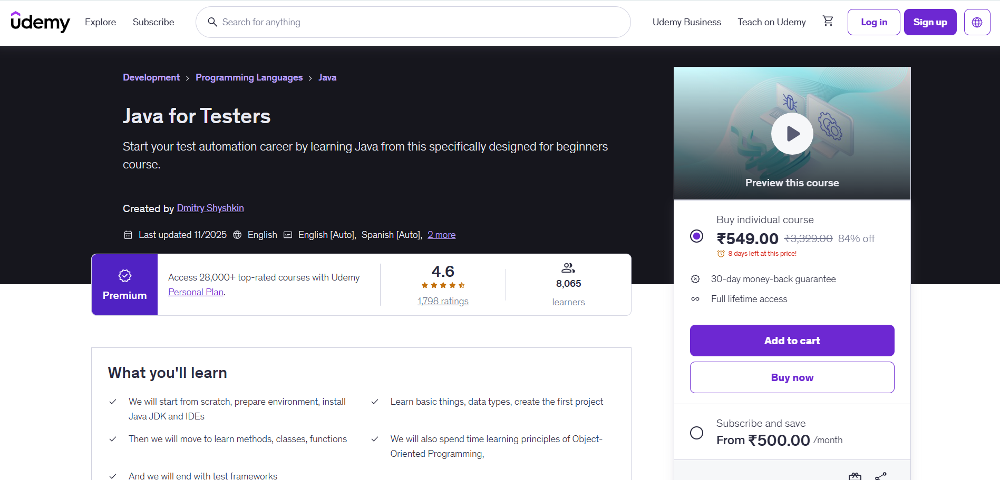 udemy
Explore
Subscribe
Search for anything
Udemy Business
Teach on Udemy
Log in
Sign up
Development > Programming Languages > Java
Java for Testers
Start your test automation career by learning Java from this specifically designed for beginners
course.
Created by Dmitry Shyshkin
Last updated 11/2025 English English [Auto], Spanish [Auto], 2 more
Premium
Access 28,000+ top-rated courses with Udemy
Personal Plan.
4.6
1,798 ratings
8,065
learners
What you'll learn
We will start from scratch, prepare environment, install
Java JDK and IDEs
Learn basic things, data types, create the first project
Then we will move to learn methods, classes, functions
We will also spend time learning principles of Object-
Oriented Programming,
And we will end with test frameworks
Preview this course
Buy individual course
₹549.00 ₹3,329.00 84% off
8 days left at this price!
30-day money-back guarantee
Full lifetime access
Add to cart
Buy now
Subscribe and save
From ₹500.00 /month